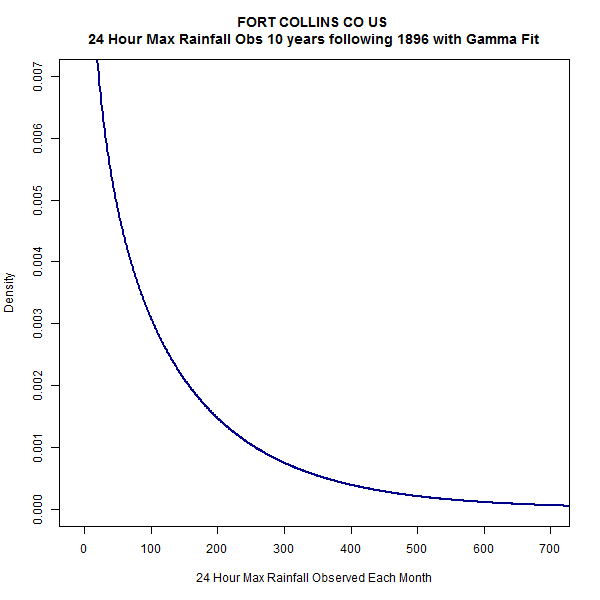 FORT COLLINS CO US
24 Hour Max Rainfall Obs 10 years following 1896 with Gamma Fit
0.007
0.006
0.005
0.004
0.003
0.002
0.001
0.000
Density
0 100 200 300 400 500 600 700
24 Hour Max Rainfall Observed Each Month